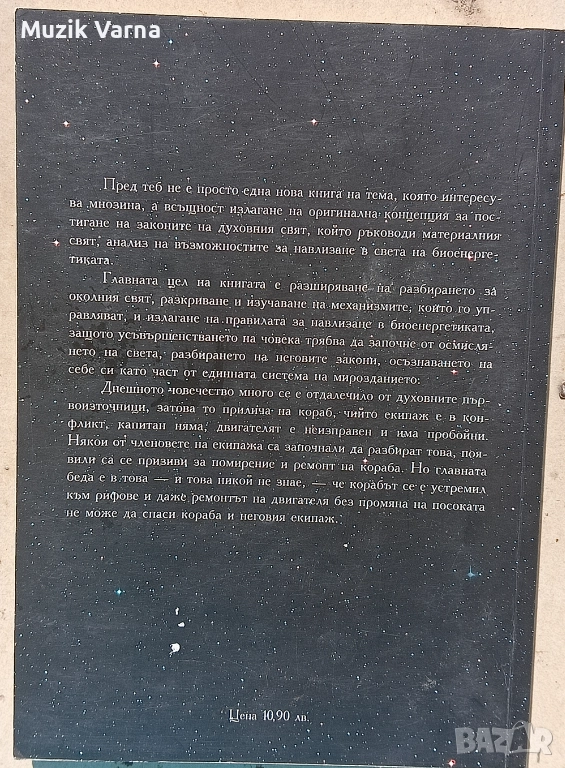 Muzik Varna
Пред теб не е просто една нова книга на тема, която интересу-
ва мнозина, а всъщност излагане на оригинална концепция за пос-
тигане на законите на духовния свят, който ръководи материалния
свят, анализ на възможностите за навлизане в света на биоенерге-
тиката.
Главната цел на книгата е разширяване на разбирането за
околния свят, разкриване и изучаване на механизмите, които го уп-
равляват, и излагане на правилата за навлизане в биоенергетиката,
защото усъвършенстването на човека трябва да започне от осмисля-
нето на света, разбирането на неговите закони, осъзнаването на
себе си като част от единната система на мирозданието.
Днешното човечество много се е отдалечило от духовните пър-
воизточници, затова то прилича на кораб, чийто екипаж е в кон-
фликт, капитан няма, двигателят е неизправен и има пробойни.
Някои от членовете на екипажа са започнали да разбират това, поя-
вили са се призиви за помирение и ремонт на кораба. Но главната
беда е в това — и това никой не знае, — че корабът се е устремил
към рифове и даже ремонтът на двигателя без промяна на посоката
не може да спаси кораба и неговия екипаж.
Цена 10,90 лв.
BAZAR